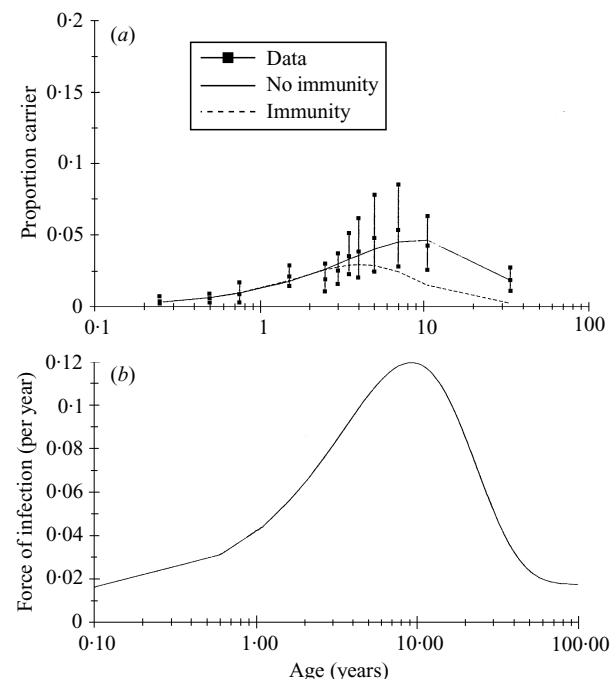 0·2
(a)
Data
No immunity
Immunity
0·15
0·1
0·05
0
Proportion carrier
0·1
1
10
100
0·12
(b)
0·1
0·08
0·06
0·04
0·02
0
Force of infection (per year)
0·10
1·00
10·00
100·00
Age (years)